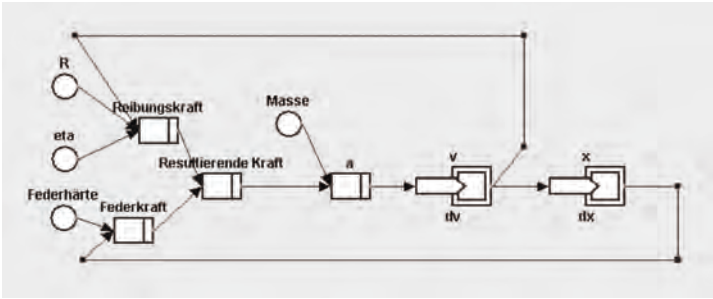 R
Reibungskraft
Masse
eta
Resultierende Kraft
a
v
x
Federhärte
Federkraft
dv
dx